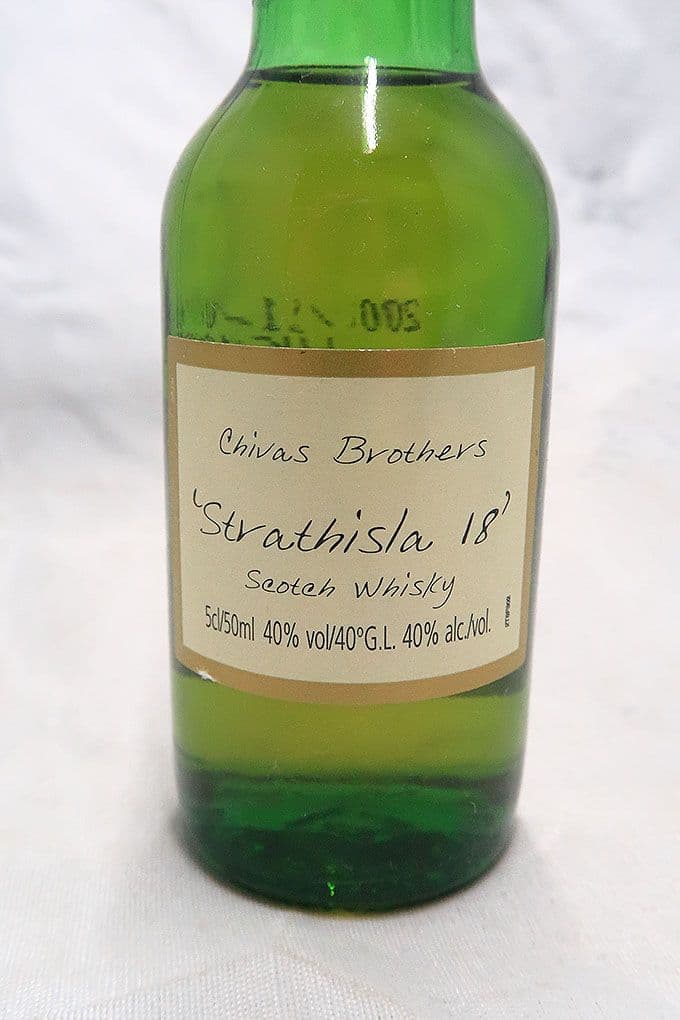 Chivas Brothers
'Strathisla 18'
Scotch Whisky
5cl/50ml 40% vol/40°G.L. 40% alc./vol.